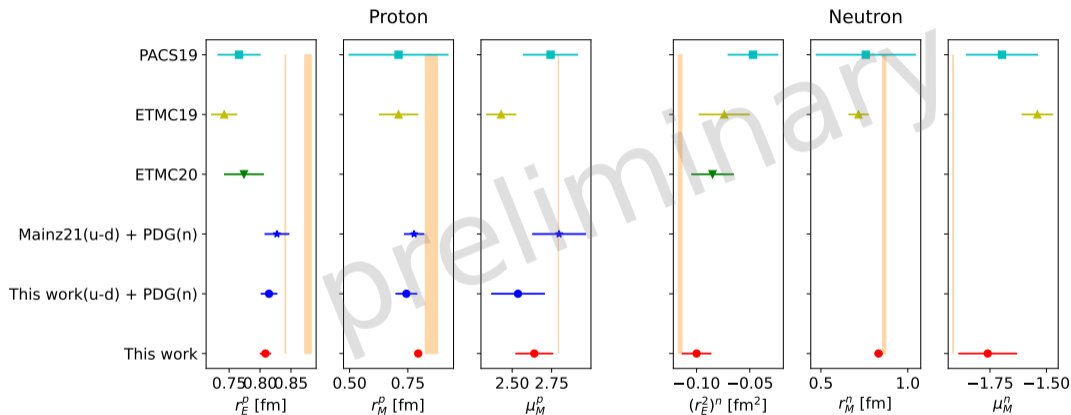 Proton
Neutron
PACS19
ETMC19
ETMC20
Mainz21(u-d) + PDG(n)
This work(u-d) + PDG(n)
This work
preliminary
0.75 0.80 0.85
0.50 0.75
2.50 2.75
−0.10 −0.05
0.5 1.0
−1.75 −1.50
$r_E^p$ [fm]
$r_M^p$ [fm]
$\mu_M^p$
$(r_E^2)^n$ [fm$^2$]
$r_M^n$ [fm]
$\mu_M^n$